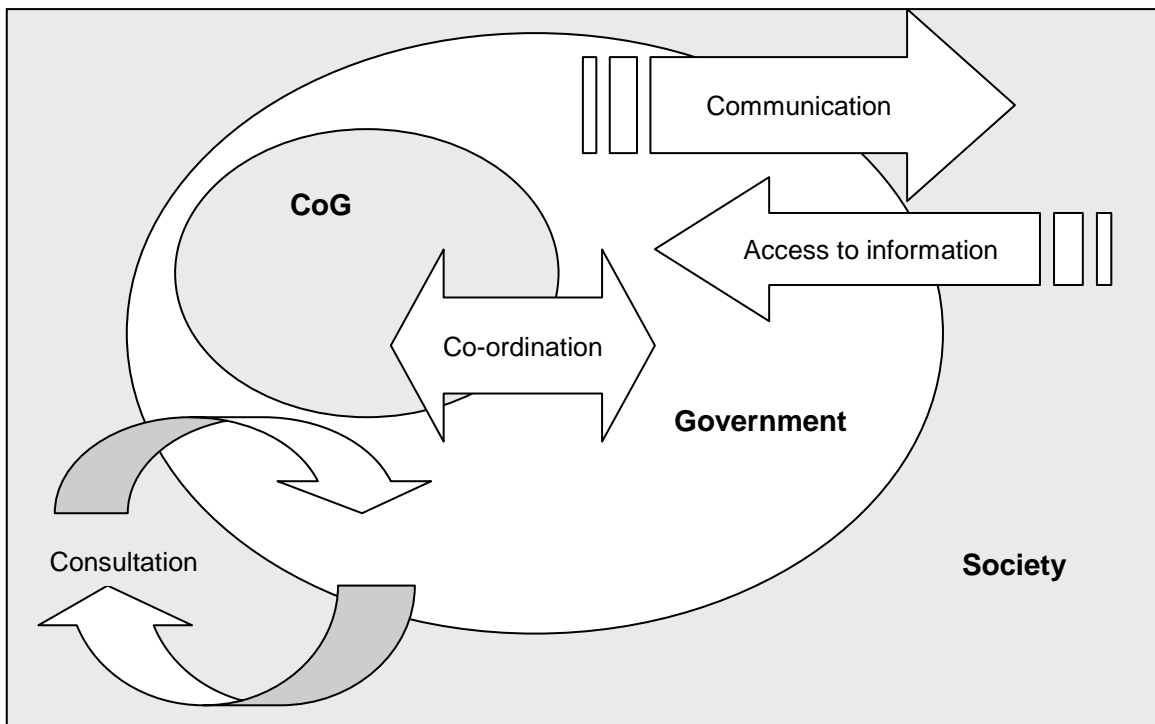 Communication
CoG
Access to information
Co-ordination
Government
Consultation
Society